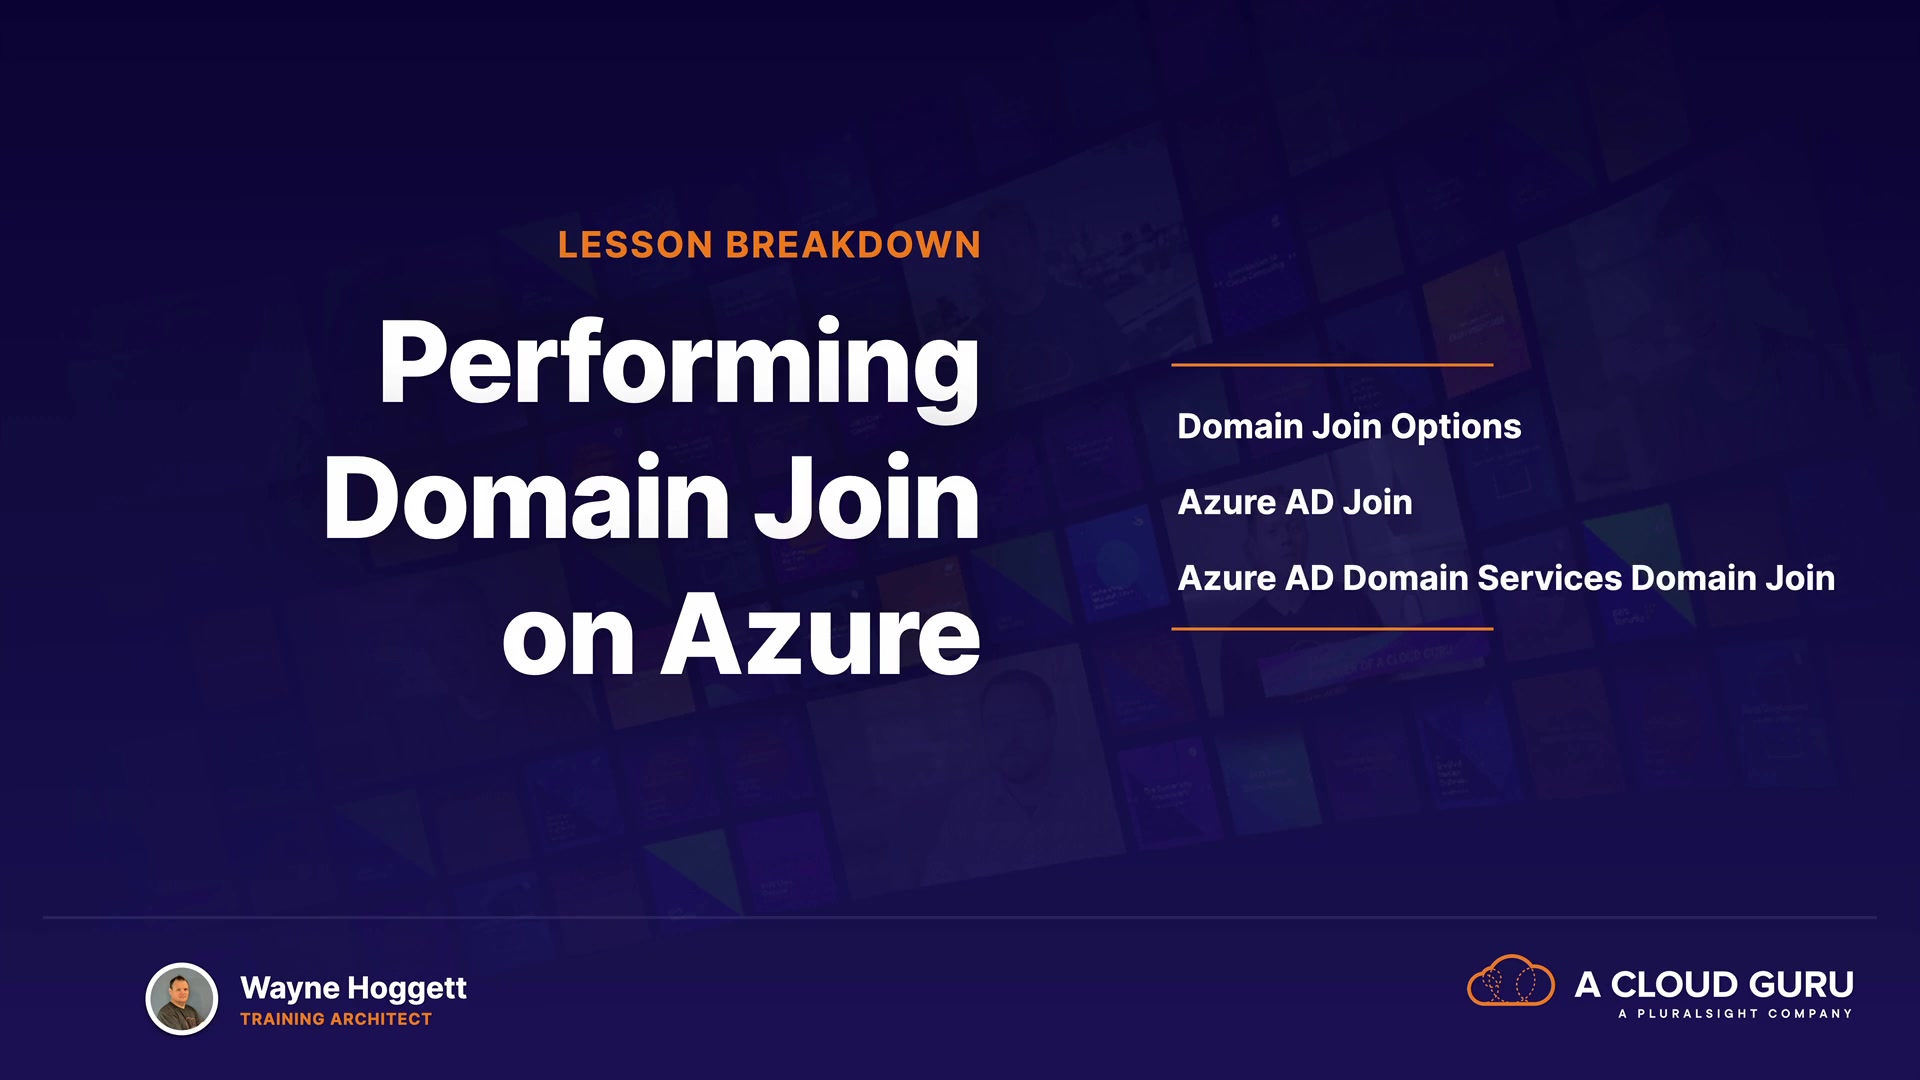 LESSON BREAKDOWN
Performing
Domain Join
on Azure
Domain Join Options
Azure AD Join
Azure AD Domain Services Domain Join
Wayne Hoggett
TRAINING ARCHITECT
A CLOUD GURU
A PLURALSIGHT COMPANY